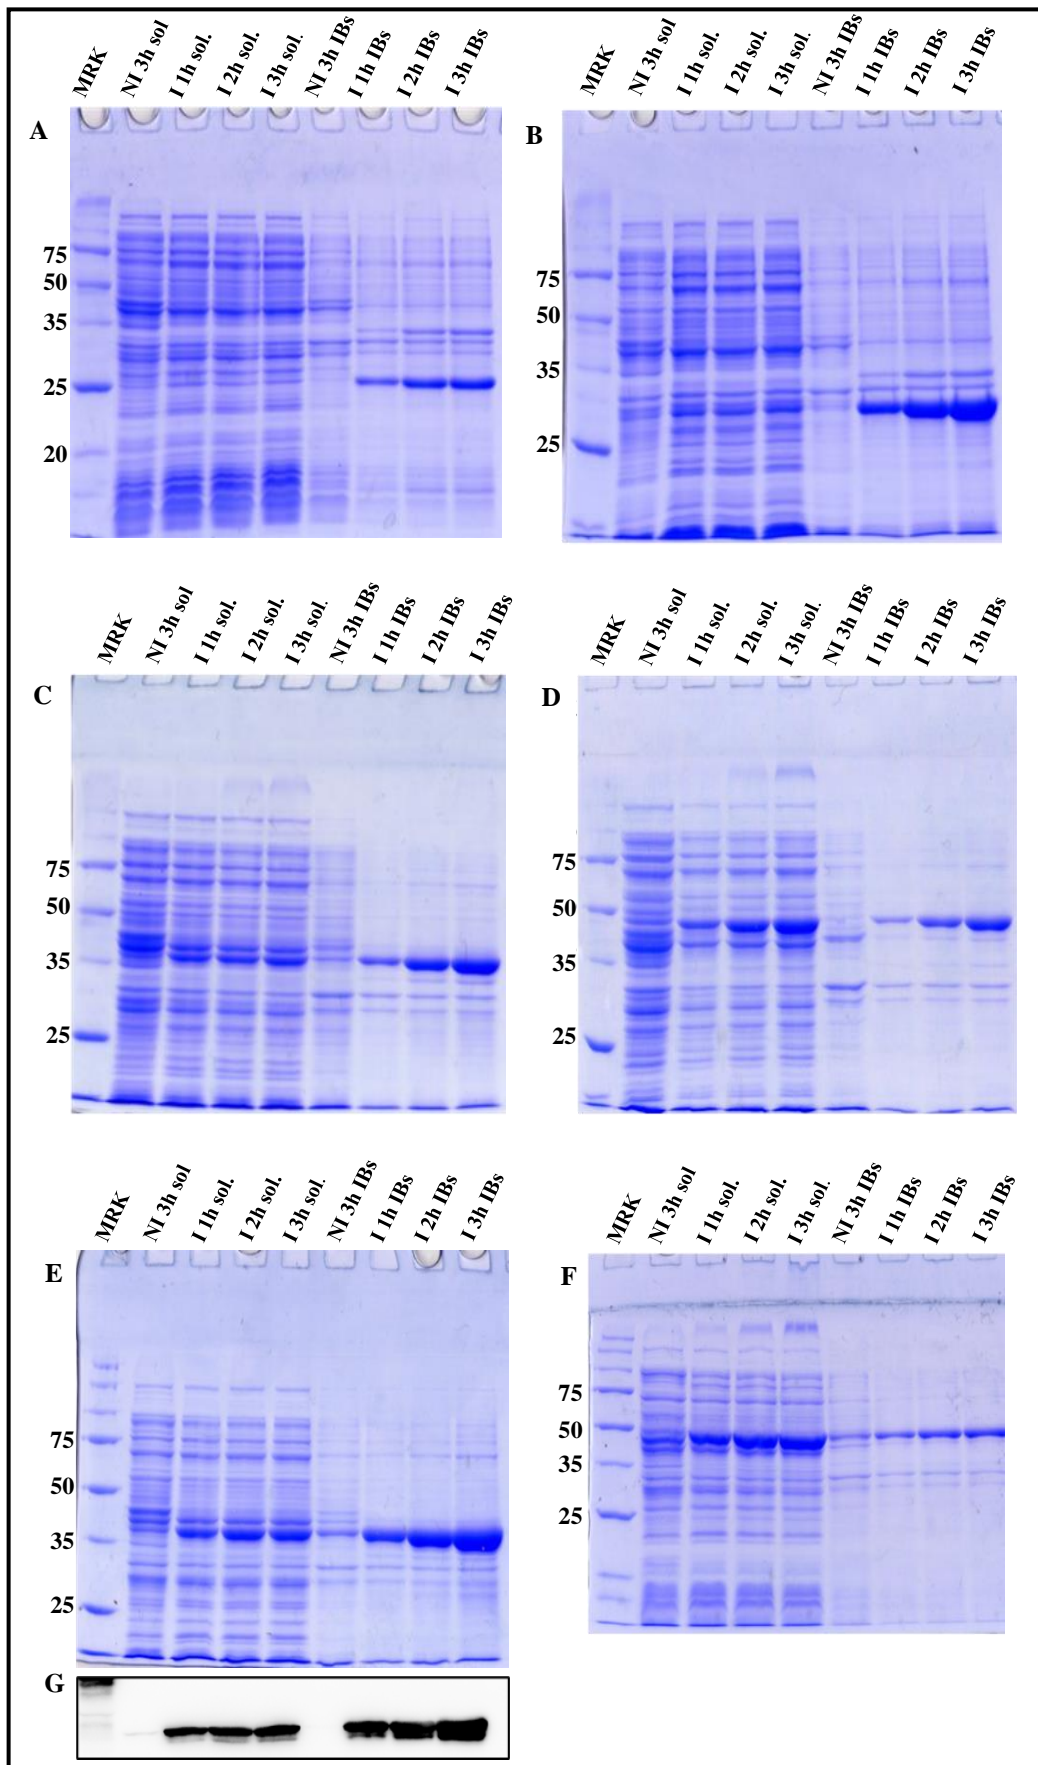 MRK NI 3h sol I 1h sol. I 2h sol. I 3h sol. NI 3h IBs I 1h IBs I 2h IBs I 3h IBs
MRK NI 3h sol I 1h sol. I 2h sol. I 3h sol. NI 3h IBs I 1h IBs I 2h IBs I 3h IBs
A
75
50
35
25
20
B
75
50
35
25
MRK NI 3h sol I 1h sol. I 2h sol. I 3h sol. NI 3h IBs I 1h IBs I 2h IBs I 3h IBs
MRK NI 3h sol I 1h sol. I 2h sol. I 3h sol. NI 3h IBs I 1h IBs I 2h IBs I 3h IBs
C
75
50
35
25
D
75
50
35
25
MRK NI 3h sol I 1h sol. I 2h sol. I 3h sol. NI 3h IBs I 1h IBs I 2h IBs I 3h IBs
MRK NI 3h sol I 1h sol. I 2h sol. I 3h sol. NI 3h IBs I 1h IBs I 2h IBs I 3h IBs
E
75
50
35
25
F
75
50
35
25
G